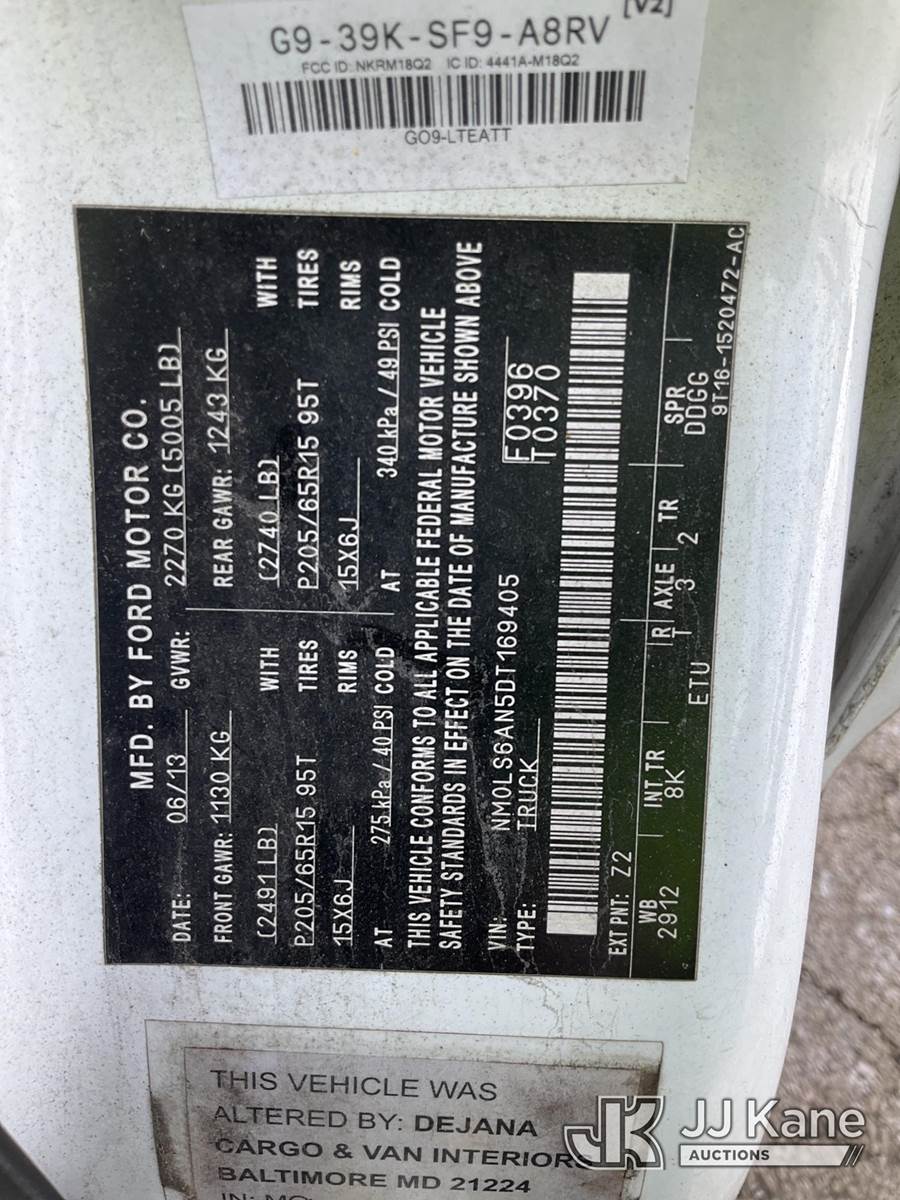 [V2]
G9-39K-SF9-A8RV
FCC ID: NKRM18Q2 IC ID: 4441A-M18Q2
GO9-LTEATT
MFD. BY FORD MOTOR CO.
DATE: 06/13 GVWR: 2270 KG (5005 LB)
FRONT GAWR: 1130 KG REAR GAWR: 1243 KG
(2491 LB) WITH (2740 LB) WITH
P205/65R15 95T TIRES P205/65R15 95T TIRES
15X6J RIMS 15X6J RIMS
AT 275 kPa / 40 PSI COLD AT 340 kPa / 49 PSI COLD
THIS VEHICLE CONFORMS TO ALL APPLICABLE FEDERAL MOTOR VEHICLE
SAFETY STANDARDS IN EFFECT ON THE DATE OF MANUFACTURE SHOWN ABOVE
VIN: NM0LS6AN5DT169405 F0396
TYPE: TRUCK T0370
EXT PNT: Z2
WB INT TR R AXLE TR SPR
2912 8K T 3 2 DDGG
ETU 9T16-1520472-AC
THIS VEHICLE WAS
ALTERED BY: DEJANA
CARGO & VAN INTERIORS
BALTIMORE MD 21224
JK JJ Kane
AUCTIONS